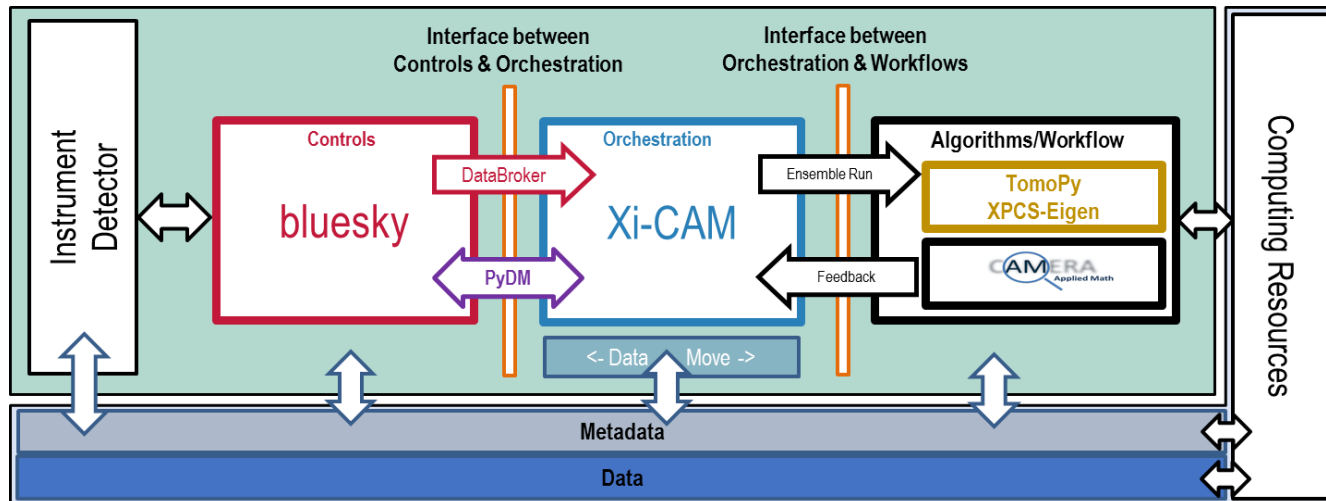 Interface between
Controls & Orchestration
Interface between
Orchestration & Workflows
Instrument
Detector
Controls
bluesky
DataBroker
PyDM
Orchestration
Xi-CAM
<- Data Move ->
Ensemble Run
Feedback
Algorithms/Workflow
TomoPy
XPCS-Eigen
CAMERA
Applied Math
Computing Resources
Metadata
Data